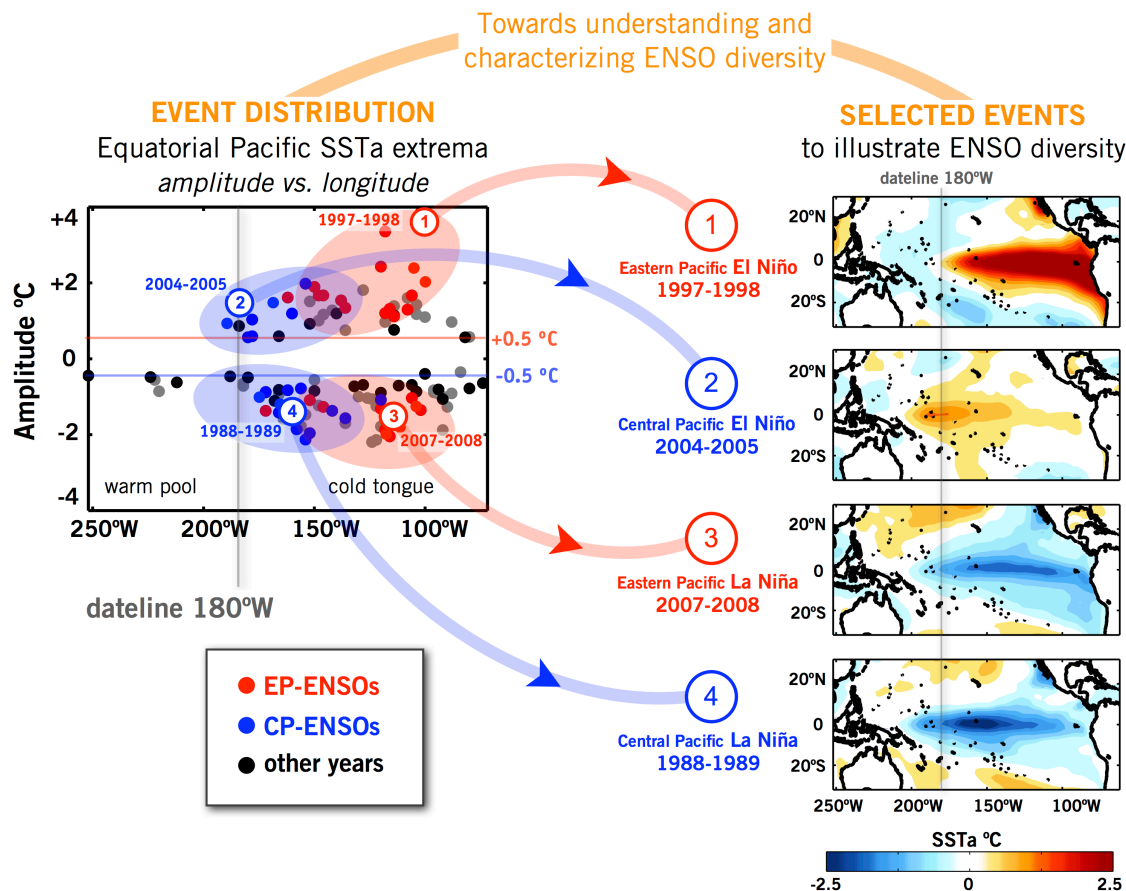 Towards understanding and
characterizing ENSO diversity
EVENT DISTRIBUTION
Equatorial Pacific SSTa extrema
amplitude vs. longitude
Amplitude ºC
+4
+2
0
-2
-4
1997-1998
1
2004-2005
2
+0.5 ºC
-0.5 ºC
4
1988-1989
3
2007-2008
warm pool
cold tongue
250ºW
200ºW
150ºW
100ºW
dateline 180ºW
EP-ENSOs
CP-ENSOs
other years
1
Eastern Pacific El Niño
1997-1998
2
Central Pacific El Niño
2004-2005
3
Eastern Pacific La Niña
2007-2008
4
Central Pacific La Niña
1988-1989
SELECTED EVENTS
to illustrate ENSO diversity
dateline 180ºW
20ºN
0
20ºS
20ºN
0
20ºS
20ºN
0
20ºS
20ºN
0
20ºS
250ºW
200ºW
150ºW
100ºW
SSTa ºC
-2.5
0
2.5